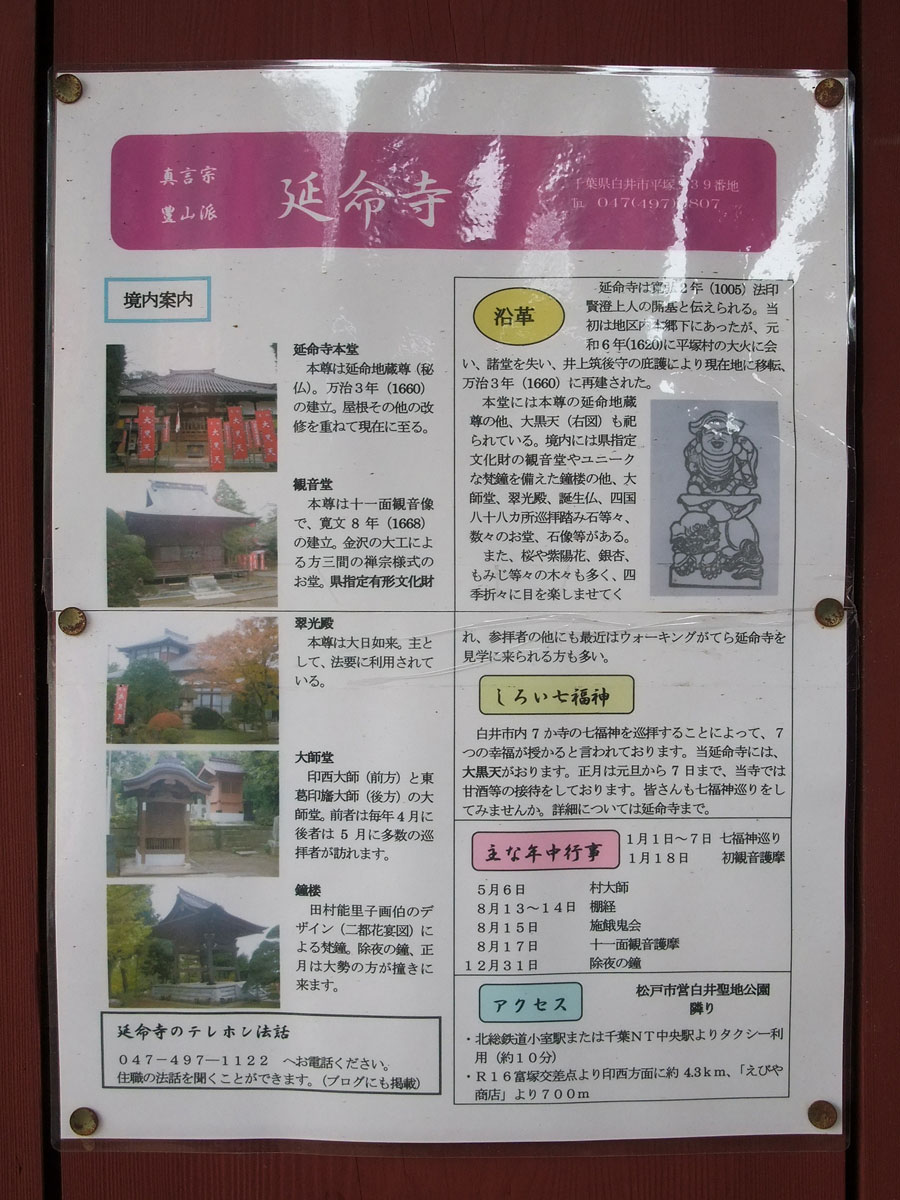 真言宗
豊山派
延命寺
千葉県白井市平塚 39番地
℡ 047(497) 807
境内案内
延命寺本堂
本尊は延命地蔵尊（秘
仏）。万治3年（1660）
の建立。屋根その他の改
修を重ねて現在に至る。
観音堂
本尊は十一面観音像
で、寛文8年（1668）
の建立。金沢の大工によ
る方三間の禅宗様式の
お堂。県指定有形文化財
翠光殿
本尊は大日如来。主と
して、法要に利用されて
いる。
大師堂
印西大師（前方）と東
葛印旛大師（後方）の大
師堂。前者は毎年4月に
後者は5月に多数の巡
拝者が訪れます。
鐘楼
田村能里子画伯のデ
ザイン（二都花宴図）に
よる梵鐘。除夜の鐘、正
月は大勢の方が撞きに
来ます。
延命寺のテレホン法話
047－497―1122 へお電話ください。
住職の法話を聞くことができます。（ブログにも掲載）
沿革
延命寺は寛弘2年（1005）法印
賢澄上人の開基と伝えられる。当
初は地区内本郷下にあったが、元
和6年(1620)に平塚村の大火に会
い、諸堂を失い、井上筑後守の庇護により現在地に移転、
万治3年（1660）に再建された。
本堂には本尊の延命地蔵
尊の他、大黒天（右図）も祀
られている。境内には県指定
文化財の観音堂やユニーク
な梵鐘を備えた鐘楼の他、大
師堂、翠光殿、誕生仏、四国
八十八カ所巡拝踏み石等々、
数々のお堂、石像等がある。
また、桜や紫陽花、銀杏、
もみじ等々の木々も多く、四
季折々に目を楽しませてく
れ、参拝者の他にも最近はウォーキングがてら延命寺を
見学に来られる方も多い。
しろい七福神
白井市内7か寺の七福神を巡拝することによって、7
つの幸福が授かると言われております。当延命寺には、
大黒天がおります。正月は元旦から7日まで、当寺では
甘酒等の接待をしております。皆さんも七福神巡りをし
てみませんか。詳細については延命寺まで。
主な年中行事
1月1日～7日 七福神巡り
1月18日 初観音護摩
5月6日 村大師
8月13～14日 棚経
8月15日 施餓鬼会
8月17日 十一面観音護摩
12月31日 除夜の鐘
アクセス
松戸市営白井聖地公園
隣り
・北総鉄道小室駅または千葉NT中央駅よりタクシー利
用（約10分）
・R16富塚交差点より印西方面に約4.3km、「えびや
商店」より700m